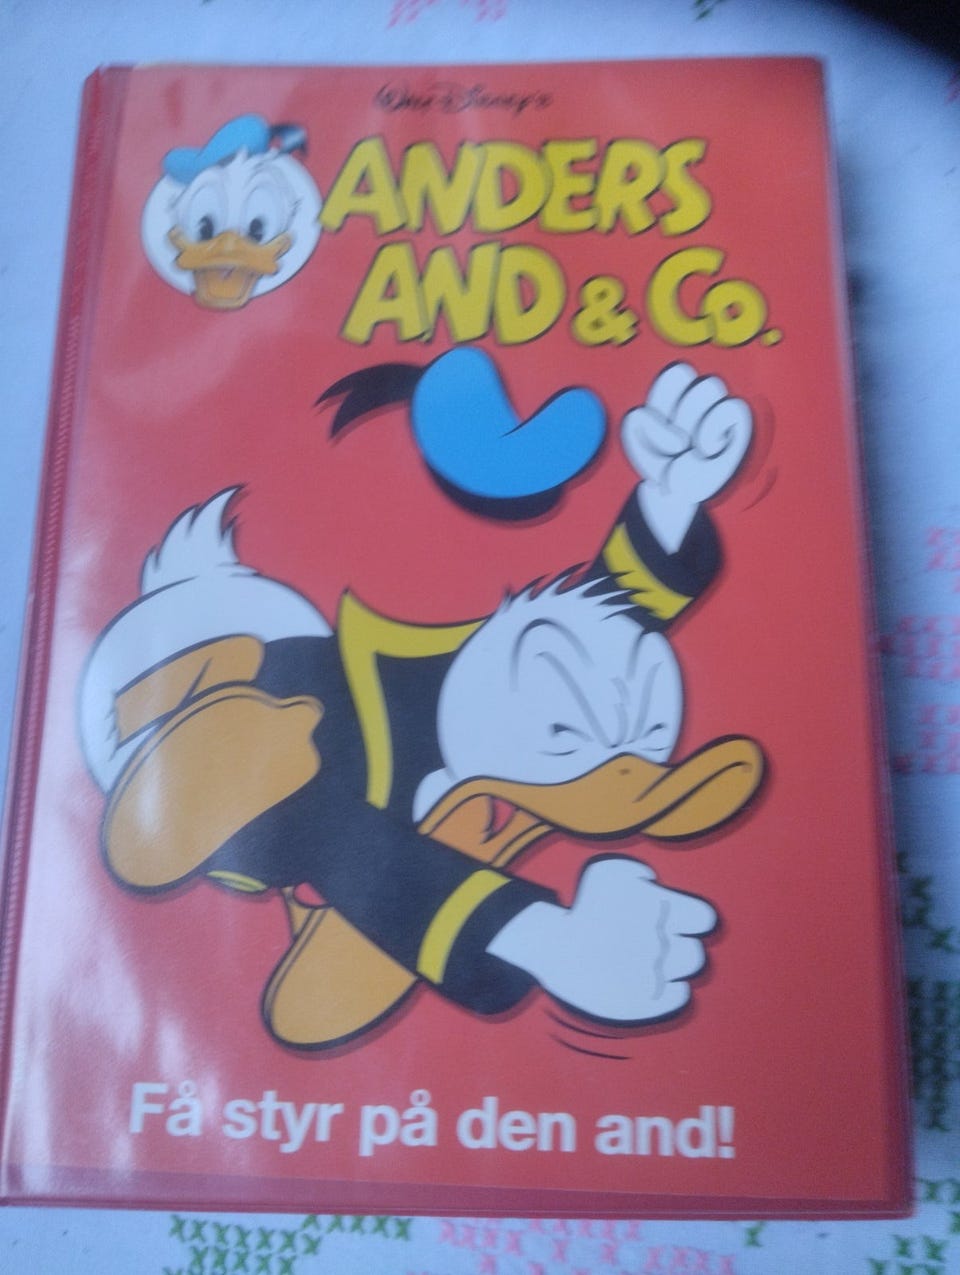 Walt Disney's
ANDERS
AND & Co.
Få styr på den and!